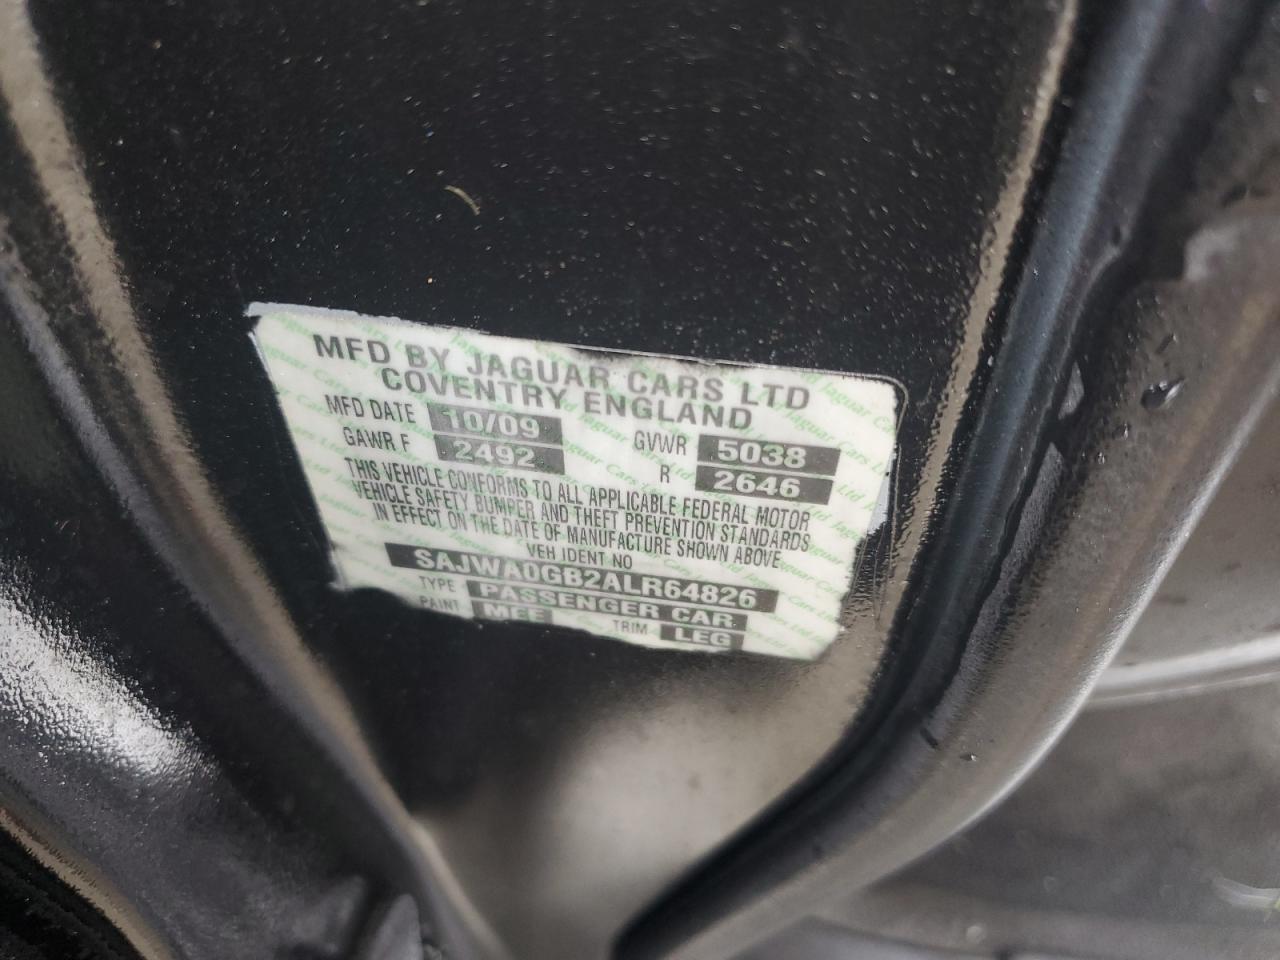 MFD BY JAGUAR CARS LTD
COVENTRY ENGLAND
MFD DATE 10/09 GVWR 5038
GAWR F 2492 R 2646
THIS VEHICLE CONFORMS TO ALL APPLICABLE FEDERAL MOTOR
VEHICLE SAFETY BUMPER AND THEFT PREVENTION STANDARDS
IN EFFECT ON THE DATE OF MANUFACTURE SHOWN ABOVE
VEH IDENT NO
SAJWA0GB2ALR64826
TYPE PASSENGER CAR
PAINT MEE TRIM LEG